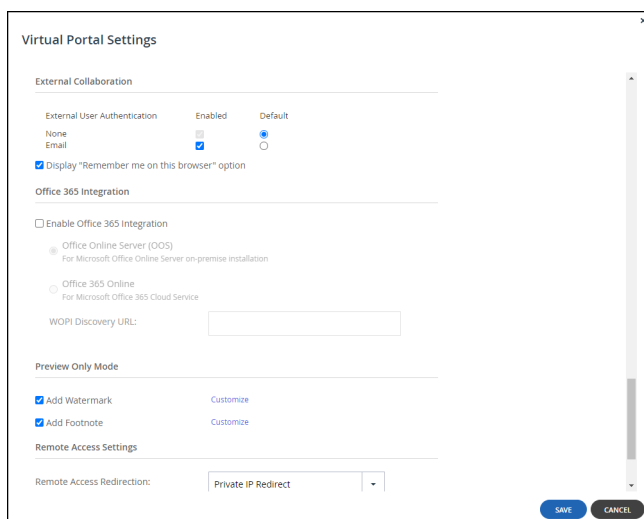 Virtual Portal Settings
External Collaboration
External User Authentication Enabled Default
None
Email
Display "Remember me on this browser" option
Office 365 Integration
Enable Office 365 Integration
Office Online Server (OOS)
For Microsoft Office Online Server on-premise installation
Office 365 Online
For Microsoft Office 365 Cloud Service
WOPI Discovery URL:
Preview Only Mode
Add Watermark Customize
Add Footnote Customize
Remote Access Settings
Remote Access Redirection: Private IP Redirect
SAVE CANCEL